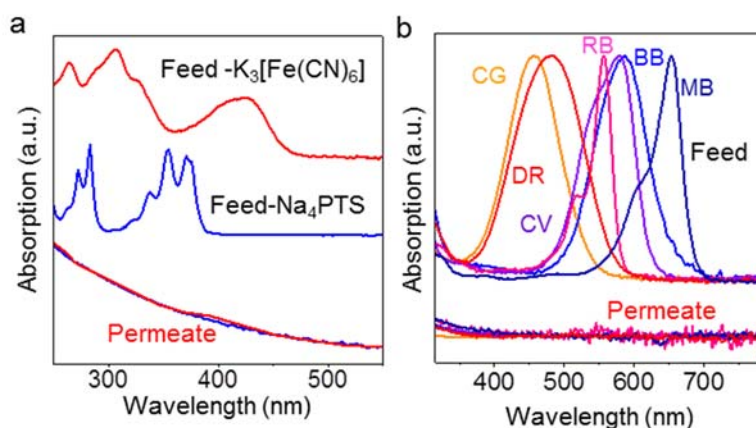 a
Feed -K3[Fe(CN)6]
Feed-Na4PTS
Permeate
Absorption (a.u.)
300 400 500
Wavelength (nm)
b
CG
DR
CV
RB
BB
MB
Feed
Permeate
Absorption (a.u.)
400 500 600 700
Wavelength (nm)